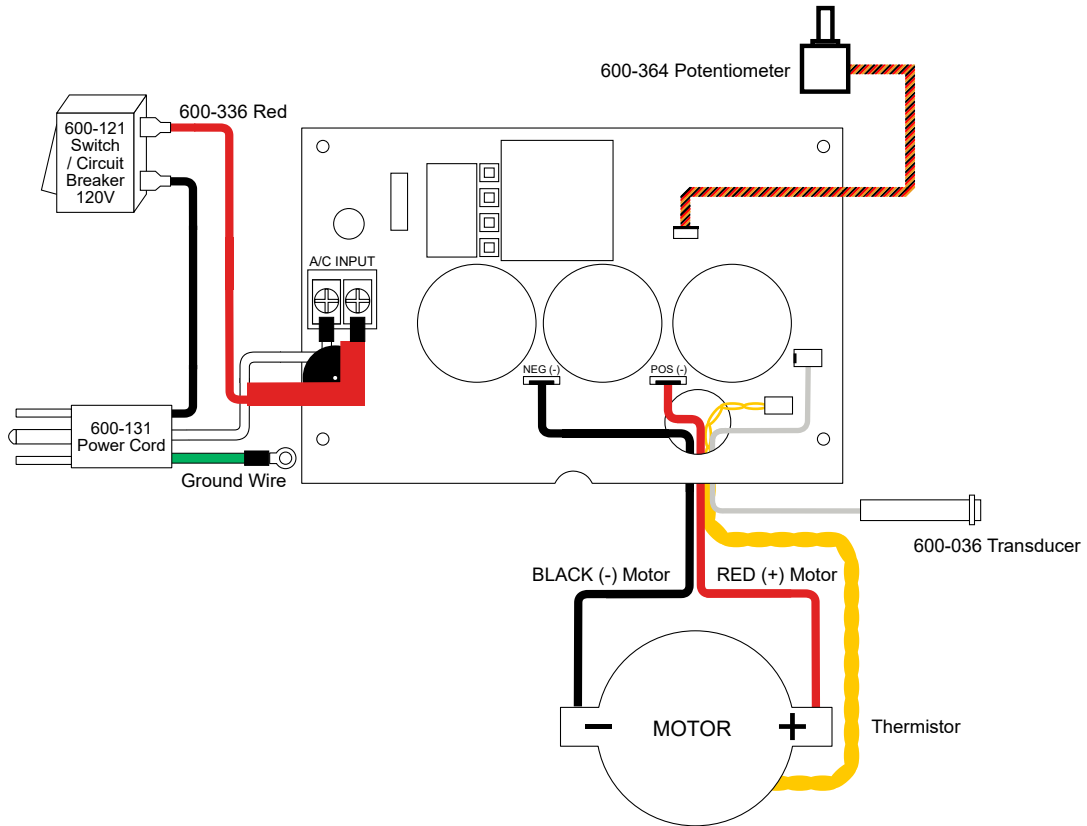 600-364 Potentiometer
600-336 Red
600-121
Switch
/ Circuit
Breaker
120V
A/C INPUT
NEG (-)
POS (-)
600-131
Power Cord
Ground Wire
600-036 Transducer
BLACK (-) Motor
RED (+) Motor
− MOTOR +
Thermistor